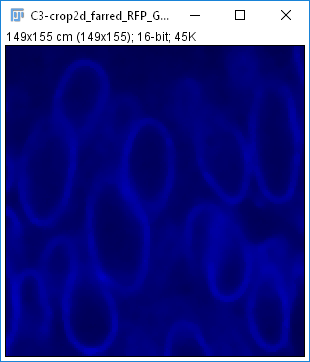 C3-crop2d_farred_RFP_G...
149x155 cm (149x155); 16-bit; 45K